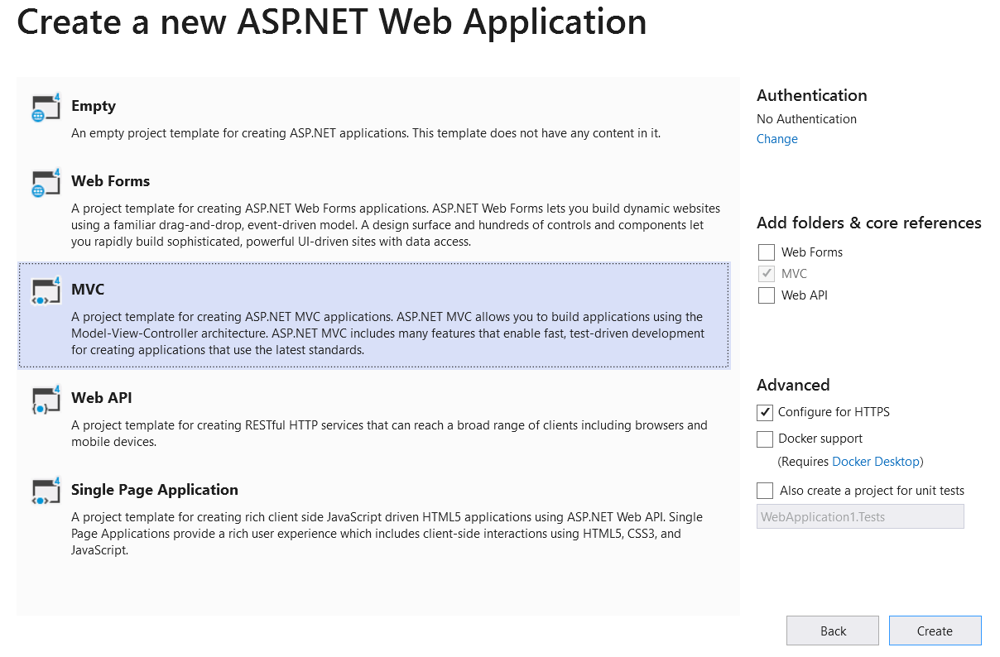 Create a new ASP.NET Web Application
4
Empty
An empty project template for creating ASP.NET applications. This template does not have any content in it.
4
Web Forms
A project template for creating ASP.NET Web Forms applications. ASP.NET Web Forms lets you build dynamic websites
using a familiar drag-and-drop, event-driven model. A design surface and hundreds of controls and components let
you rapidly build sophisticated, powerful UI-driven sites with data access.
4
MVC
A project template for creating ASP.NET MVC applications. ASP.NET MVC allows you to build applications using the
Model-View-Controller architecture. ASP.NET MVC includes many features that enable fast, test-driven development
for creating applications that use the latest standards.
4
Web API
A project template for creating RESTful HTTP services that can reach a broad range of clients including browsers and
mobile devices.
4
Single Page Application
A project template for creating rich client side JavaScript driven HTML5 applications using ASP.NET Web API. Single
Page Applications provide a rich user experience which includes client-side interactions using HTML5, CSS3, and
JavaScript.
Authentication
No Authentication
Change
Add folders & core references
Web Forms
MVC
Web API
Advanced
Configure for HTTPS
Docker support
(Requires Docker Desktop)
Also create a project for unit tests
WebApplication1.Tests
Back
Create